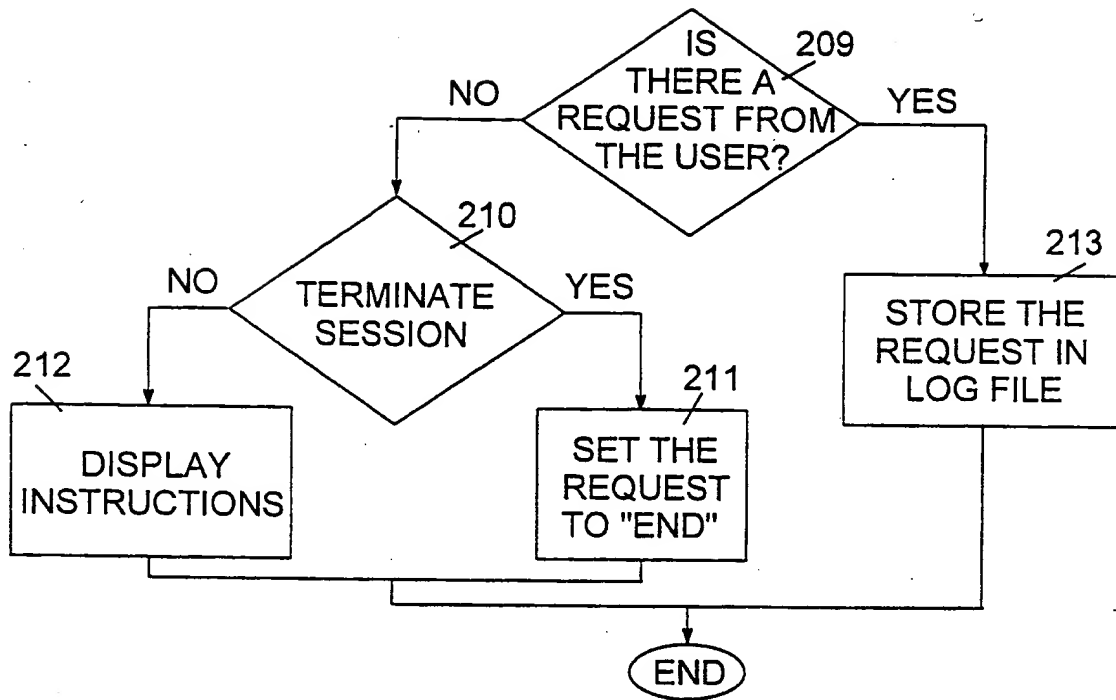 IS
THERE A
REQUEST FROM
THE USER?
209
NO
YES
210
213
NO
TERMINATE
SESSION
YES
STORE THE
REQUEST IN
LOG FILE
212
211
DISPLAY
INSTRUCTIONS
SET THE
REQUEST
TO "END"
END